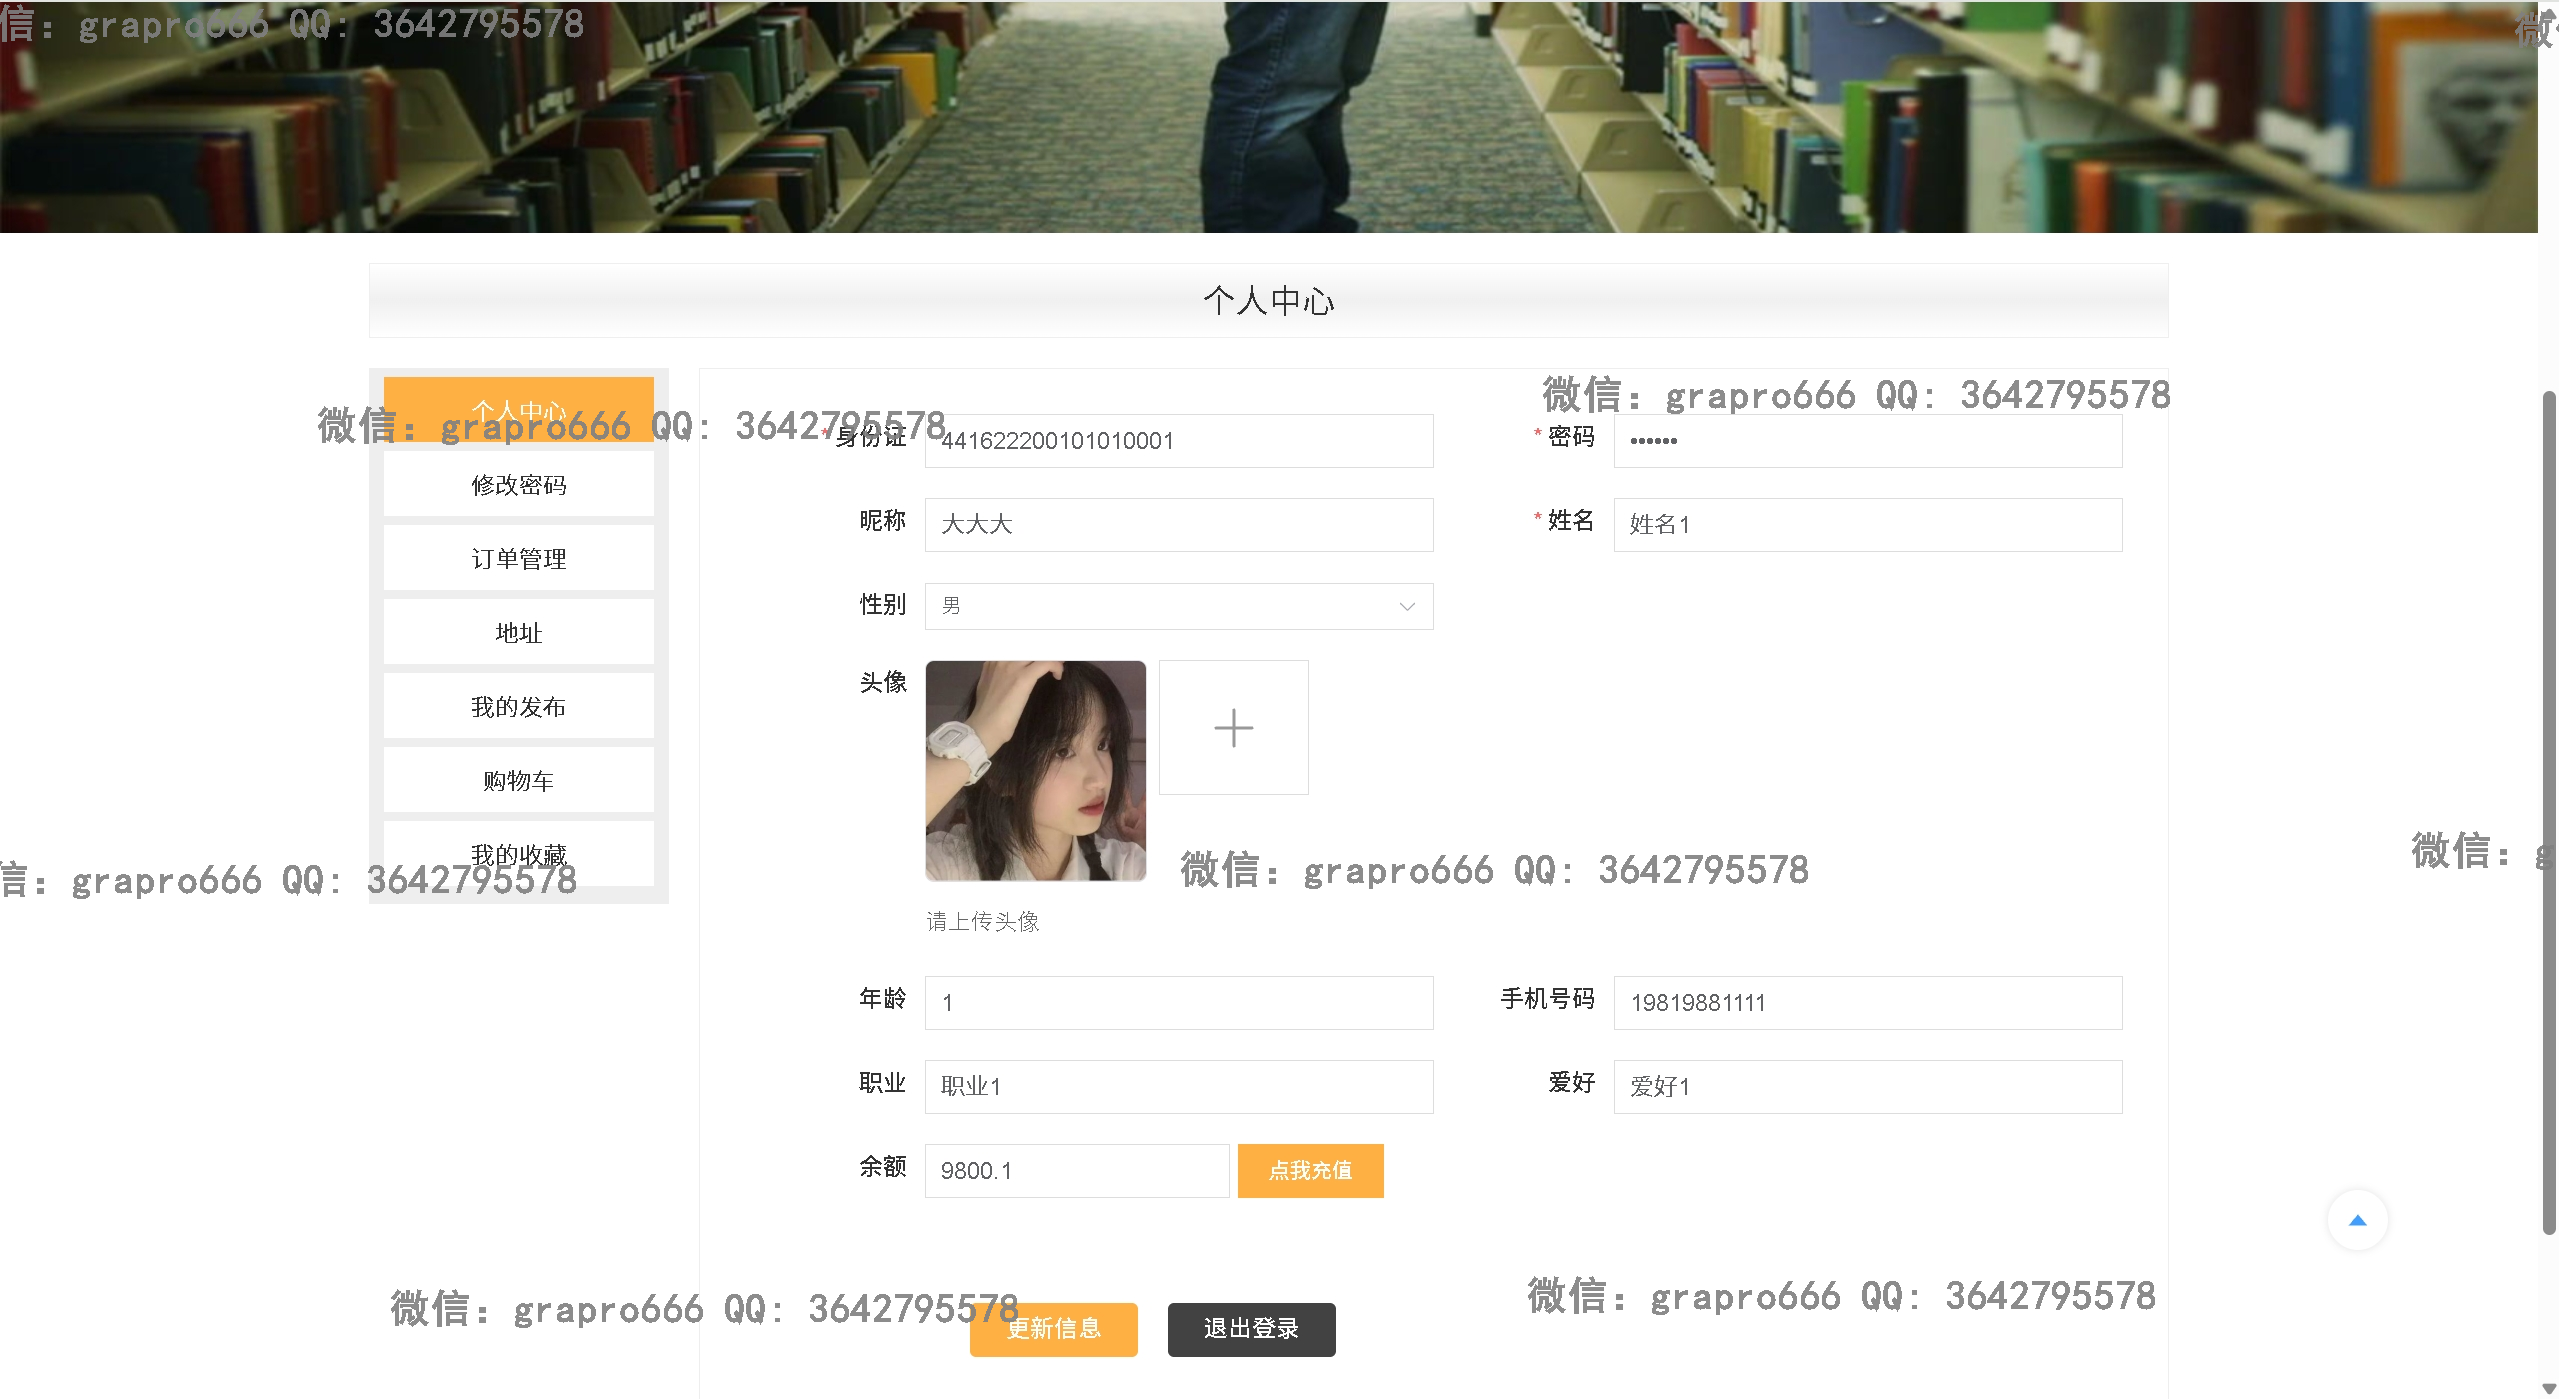 信: grapro666 QQ: 3642795578
微
个人中心
个人中心
微信: grapro666 QQ: 3642795578
微信: grapro666 QQ: 3642795578
*身份证 441622200101010001
*密码 ••••••
修改密码
昵称 大大大
*姓名 姓名1
订单管理
性别 男
地址
头像
我的发布
购物车
我的收藏
信: grapro666 QQ: 3642795578
微信: grapro666 QQ: 3642795578
微信: g
请上传头像
年龄 1
手机号码 19819881111
职业 职业1
爱好 爱好1
余额 9800.1 点我充值
微信: grapro666 QQ: 3642795578
微信: grapro666 QQ: 3642795578
更新信息 退出登录